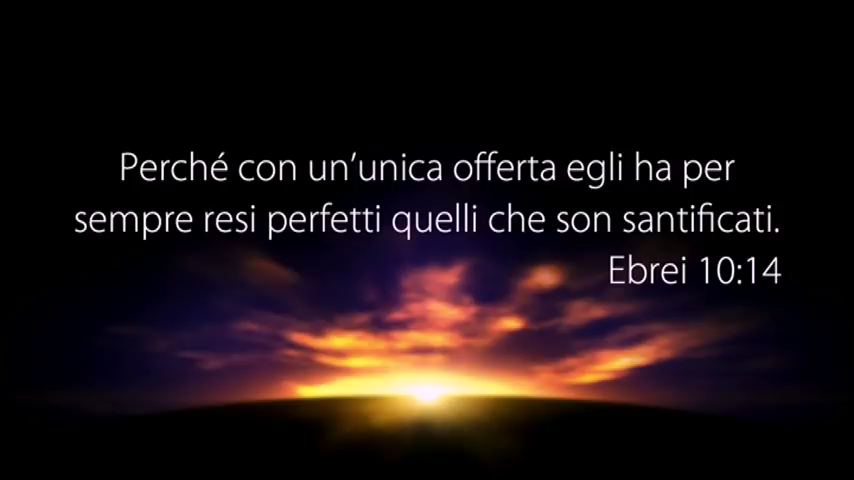 Perché con un’unica offerta egli ha per
sempre resi perfetti quelli che son santificati.
Ebrei 10:14